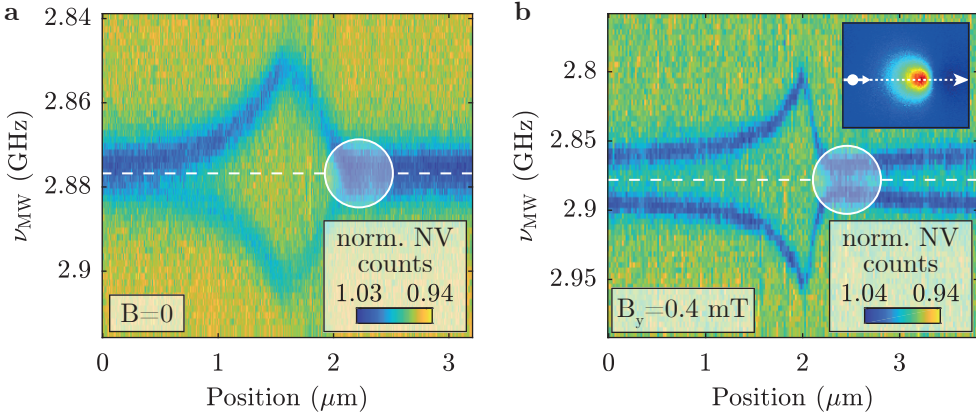 a
2.84
2.86
2.88
2.9
ν_MW (GHz)
norm. NV
counts
1.03 0.94
B=0
0 1 2 3
Position (μm)
b
2.8
2.85
2.9
2.95
ν_MW (GHz)
norm. NV
counts
1.04 0.94
B_y=0.4 mT
0 1 2 3
Position (μm)